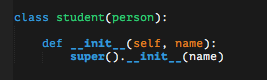 class student(person):
def __init__(self, name):
super().__init__(name)